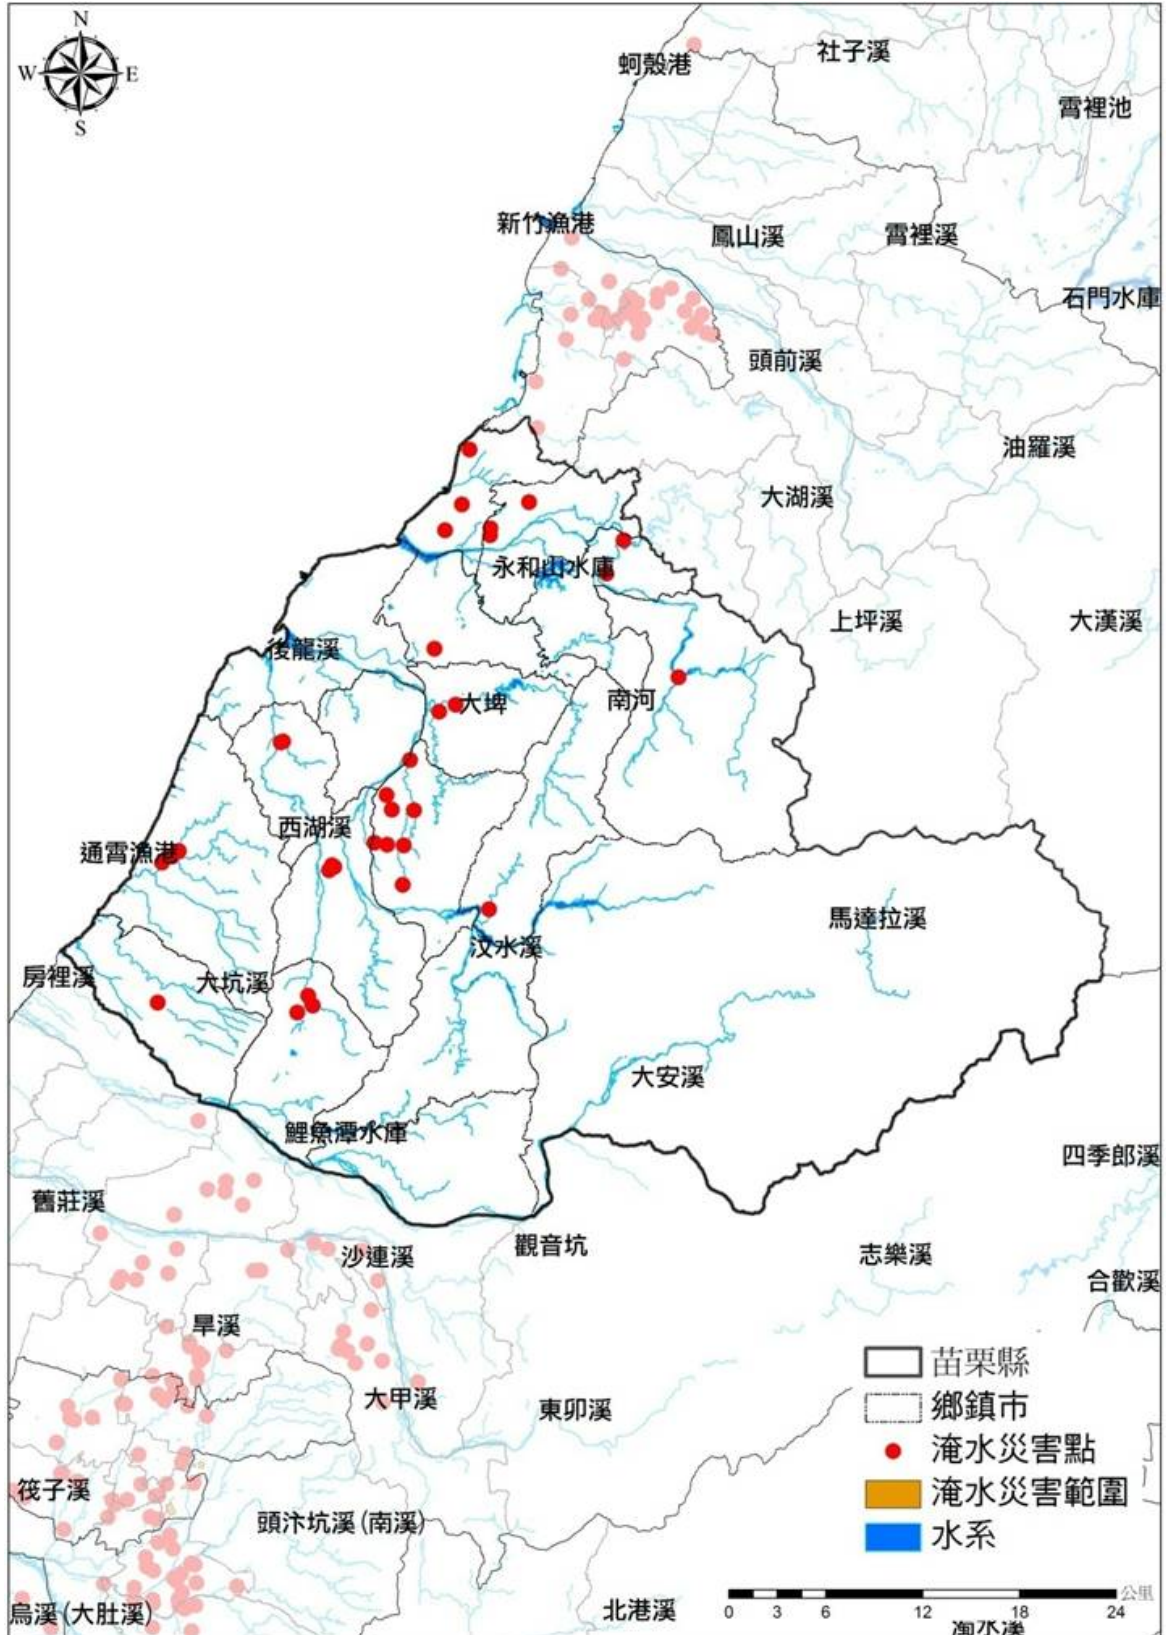 N
W E
S
蚵殼港
社子溪
霄裡池
新竹漁港
鳳山溪
霄裡溪
石門水庫
頭前溪
油羅溪
大湖溪
永和山水庫
上坪溪
大漢溪
後龍溪
大埤
南河
西湖溪
通霄漁港
馬達拉溪
汶水溪
房裡溪
大坑溪
大安溪
鯉魚潭水庫
四季郎溪
舊莊溪
沙連溪
觀音坑
志樂溪
合歡溪
旱溪
大甲溪
東卯溪
苗栗縣
鄉鎮市
淹水災害點
淹水災害範圍
水系
筏子溪
頭汴坑溪(南溪)
烏溪(大肚溪)
北港溪
公里
0 3 6 12 18 24
濁水溪